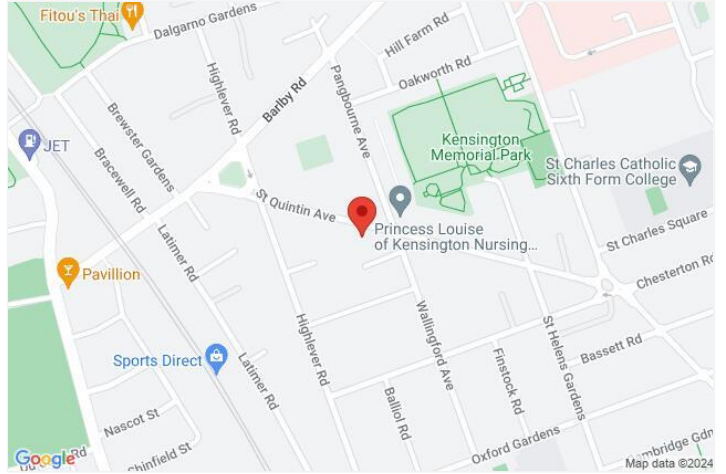 Fitou's Thai
Dalgarno Gardens
Hill Farm Rd
Oakworth Rd
Pangbourne Ave
Highlever Rd
Barlby Rd
Brewster Gardens
Bracewell Rd
JET
Kensington
Memorial Park
St Charles Catholic
Sixth Form College
St Quintin Ave
Princess Louise
of Kensington Nursing...
St Charles Square
Chesterton Rd
Latimer Rd
Pavillion
Highlever Rd
Wallingford Ave
St Helens Gardens
Bassett Rd
Finstock Rd
Sports Direct
Latimer Rd
Balliol Rd
Nascot St
Oxford Gardens
Google
Map data ©2024